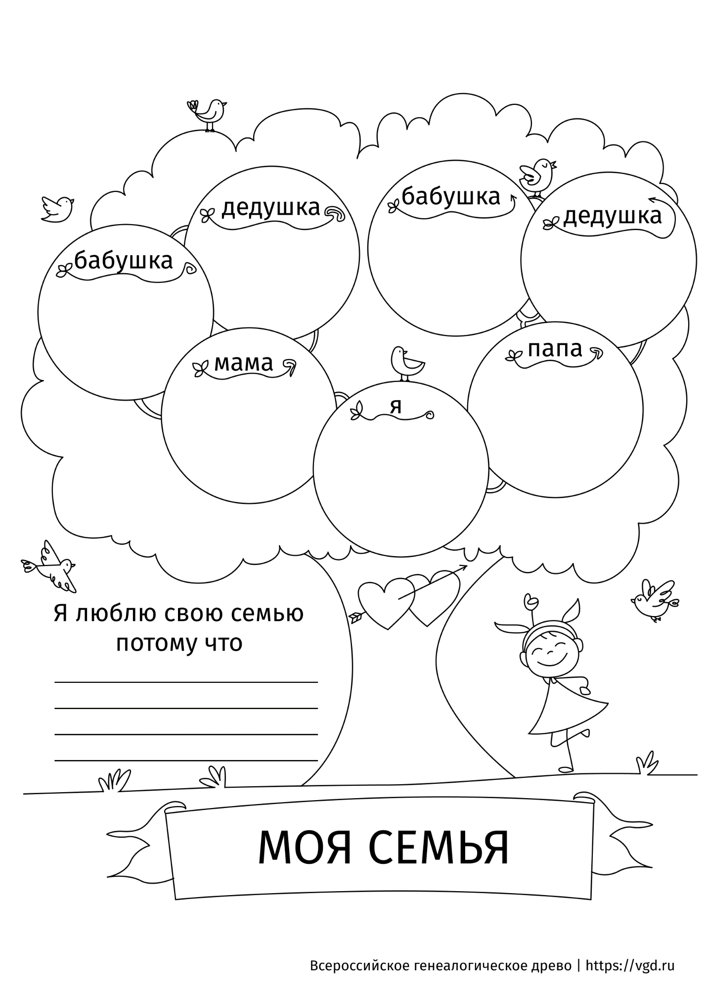 дедушка
бабушка
дедушка
бабушка
мама
папа
я
Я люблю свою семью
потому что
МОЯ СЕМЬЯ
Всероссийское генеалогическое древо | https://vgd.ru